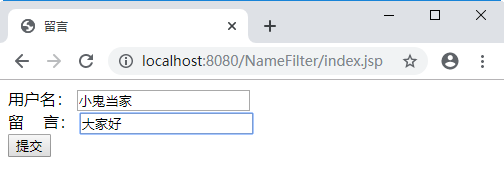 留言
localhost:8080/NameFilter/index.jsp
用户名： 小鬼当家
留 言： 大家好
提交